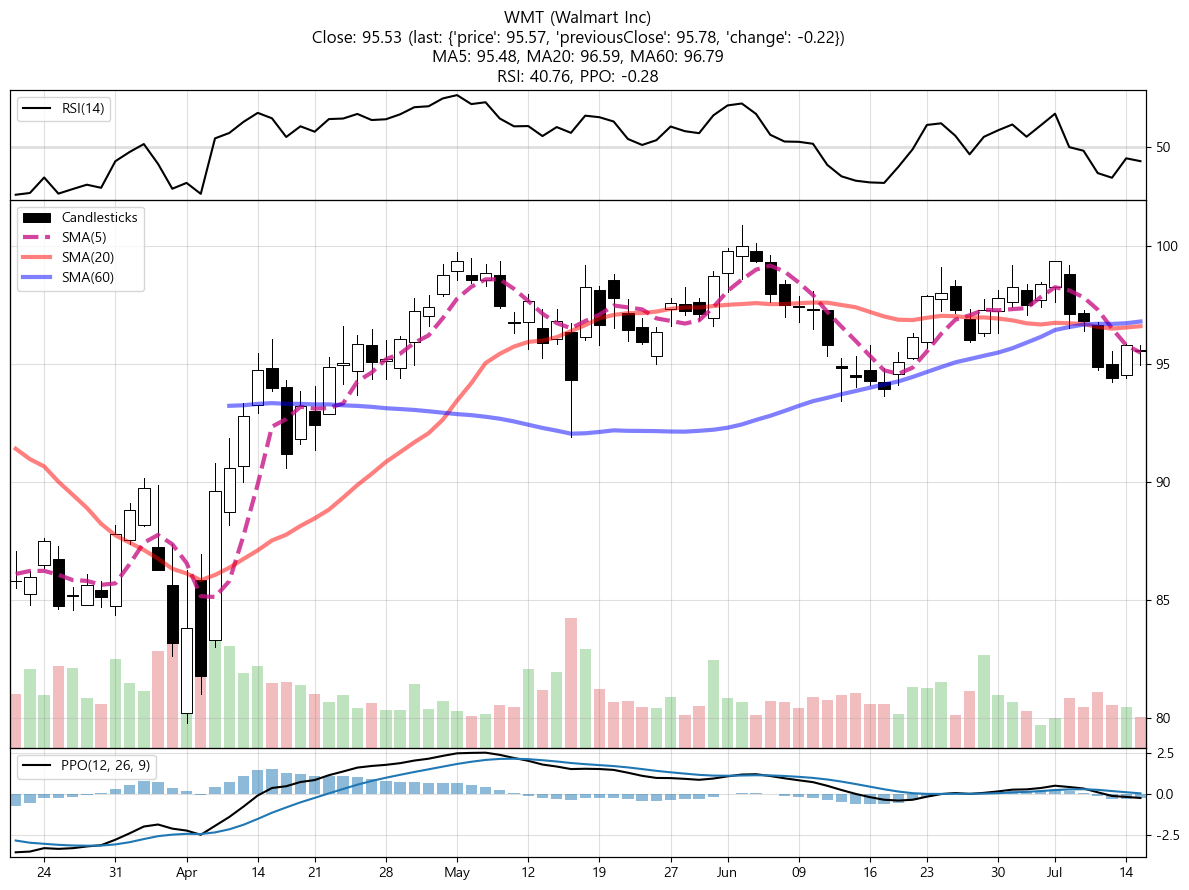 WMT (Walmart Inc)
Close: 95.53 (last: {'price': 95.57, 'previousClose': 95.78, 'change': -0.22})
MA5: 95.48, MA20: 96.59, MA60: 96.79
RSI: 40.76, PPO: -0.28
RSI(14)
50
Candlesticks
SMA(5)
SMA(20)
SMA(60)
100
95
90
85
80
PPO(12, 26, 9)
2.5
0.0
−2.5
24 31 Apr 14 21 28 May 12 19 27 Jun 09 16 23 30 Jul 14